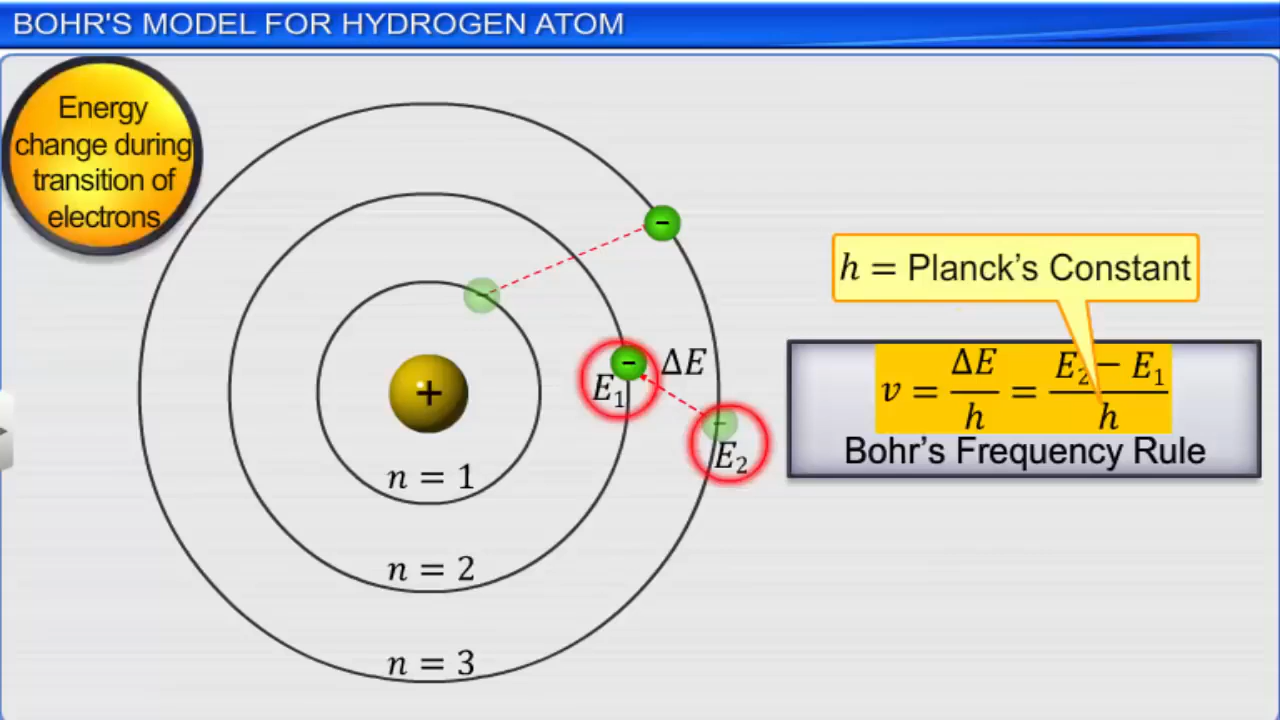 BOHR'S MODEL FOR HYDROGEN ATOM
Energy
change during
transition of
electrons
−
−
h = Planck's Constant
−
E₁
ΔE
−
E₂
v = ΔE/h = E₂ − E₁/h
Bohr's Frequency Rule
+
n = 1
n = 2
n = 3